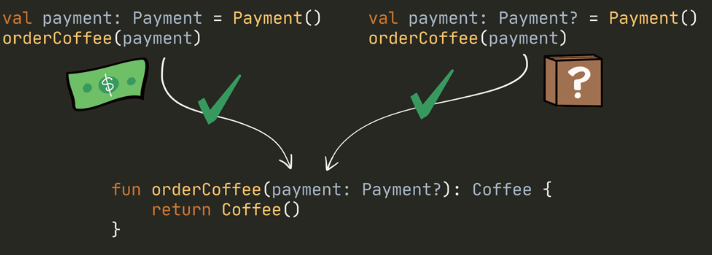 val payment: Payment = Payment()
orderCoffee(payment)
$
val payment: Payment? = Payment()
orderCoffee(payment)
?
fun orderCoffee(payment: Payment?): Coffee {
    return Coffee()
}